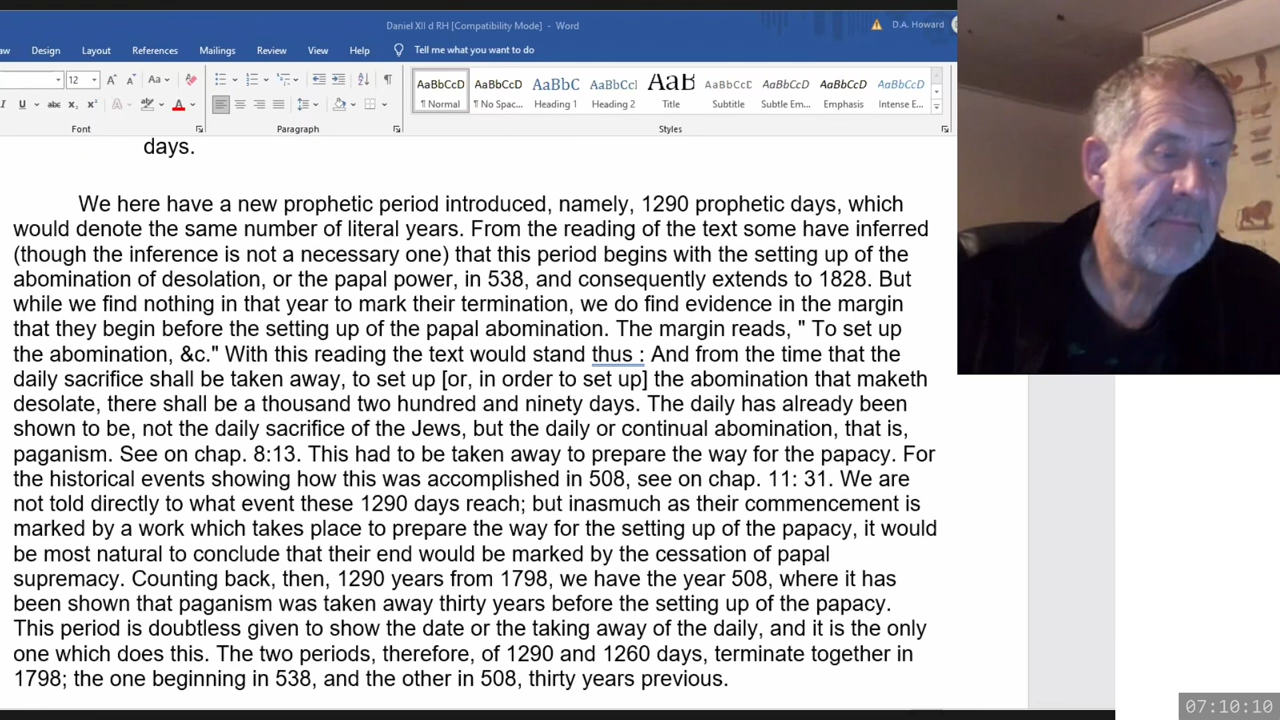 Daniel XII d RH [Compatibility Mode] - Word
D.A. Howard
aw Design Layout References Mailings Review View Help Tell me what you want to do
12 Aa
AaBbCcD AaBbCcD AaBbC AaBbCcI AaB AaBbCcD AaBbCcD AaBbCcD AaBbCcD
¶ Normal ¶ No Spac... Heading 1 Heading 2 Title Subtitle Subtle Em... Emphasis Intense E...
I U abc x₂ x² A ab A
Font Paragraph Styles
days.
We here have a new prophetic period introduced, namely, 1290 prophetic days, which
would denote the same number of literal years. From the reading of the text some have inferred
(though the inference is not a necessary one) that this period begins with the setting up of the
abomination of desolation, or the papal power, in 538, and consequently extends to 1828. But
while we find nothing in that year to mark their termination, we do find evidence in the margin
that they begin before the setting up of the papal abomination. The margin reads, " To set up
the abomination, &c." With this reading the text would stand thus : And from the time that the
daily sacrifice shall be taken away, to set up [or, in order to set up] the abomination that maketh
desolate, there shall be a thousand two hundred and ninety days. The daily has already been
shown to be, not the daily sacrifice of the Jews, but the daily or continual abomination, that is,
paganism. See on chap. 8:13. This had to be taken away to prepare the way for the papacy. For
the historical events showing how this was accomplished in 508, see on chap. 11: 31. We are
not told directly to what event these 1290 days reach; but inasmuch as their commencement is
marked by a work which takes place to prepare the way for the setting up of the papacy, it would
be most natural to conclude that their end would be marked by the cessation of papal
supremacy. Counting back, then, 1290 years from 1798, we have the year 508, where it has
been shown that paganism was taken away thirty years before the setting up of the papacy.
This period is doubtless given to show the date or the taking away of the daily, and it is the only
one which does this. The two periods, therefore, of 1290 and 1260 days, terminate together in
1798; the one beginning in 538, and the other in 508, thirty years previous.
07:10:10